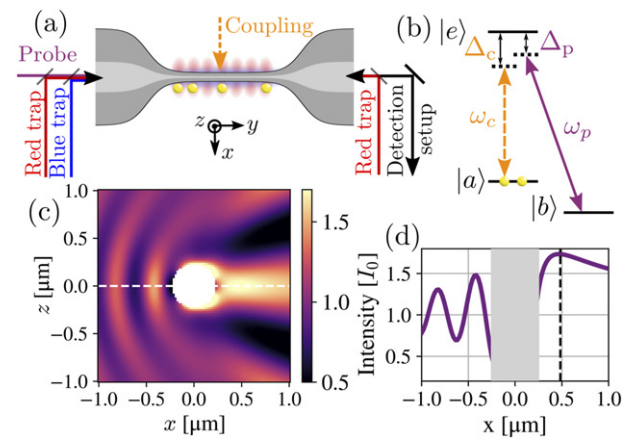 (a)
Coupling
Probe
Red trap
Blue trap
Red trap
Detection
setup
z
y
x
(b)
|e⟩
Δc
Δp
ωc
ωp
|a⟩
|b⟩
(c)
1.0
0.5
0.0
−0.5
−1.0
z [μm]
−1.0 −0.5 0.0 0.5 1.0
x [μm]
1.5
1.0
0.5
(d)
Intensity [I0]
1.5
1.0
0.5
−1.0 −0.5 0.0 0.5 1.0
x [μm]